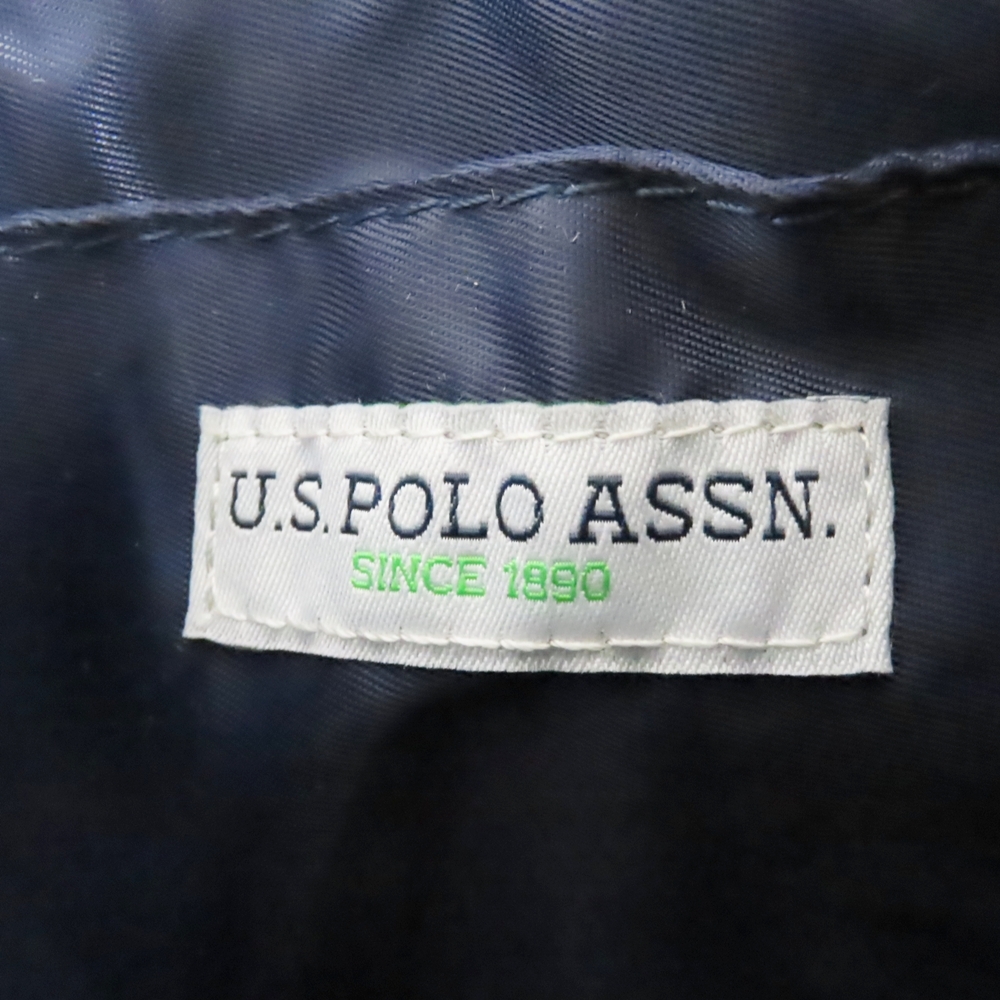 U.S. POLO ASSN.
SINCE 1890